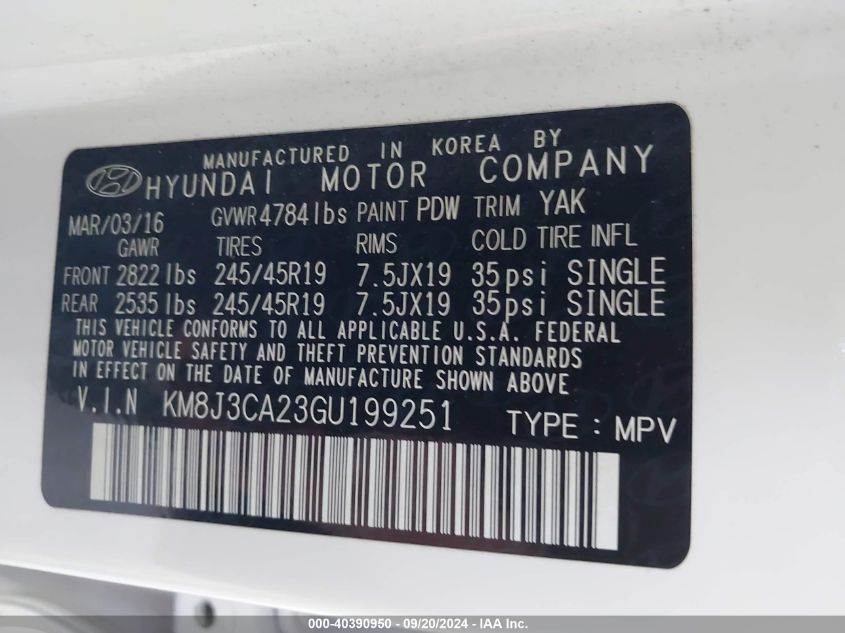 MANUFACTURED IN KOREA BY
HYUNDAI MOTOR COMPANY
MAR/03/16 GVWR 4784 lbs PAINT PDW TRIM YAK
GAWR TIRES RIMS COLD TIRE INFL
FRONT 2822 lbs 245/45R19 7.5JX19 35psi SINGLE
REAR 2535 lbs 245/45R19 7.5JX19 35psi SINGLE
THIS VEHICLE CONFORMS TO ALL APPLICABLE U.S.A. FEDERAL
MOTOR VEHICLE SAFETY AND THEFT PREVENTION STANDARDS
IN EFFECT ON THE DATE OF MANUFACTURE SHOWN ABOVE
V.I.N KM8J3CA23GU199251 TYPE : MPV
000-40390950 - 09/20/2024 - IAA Inc.